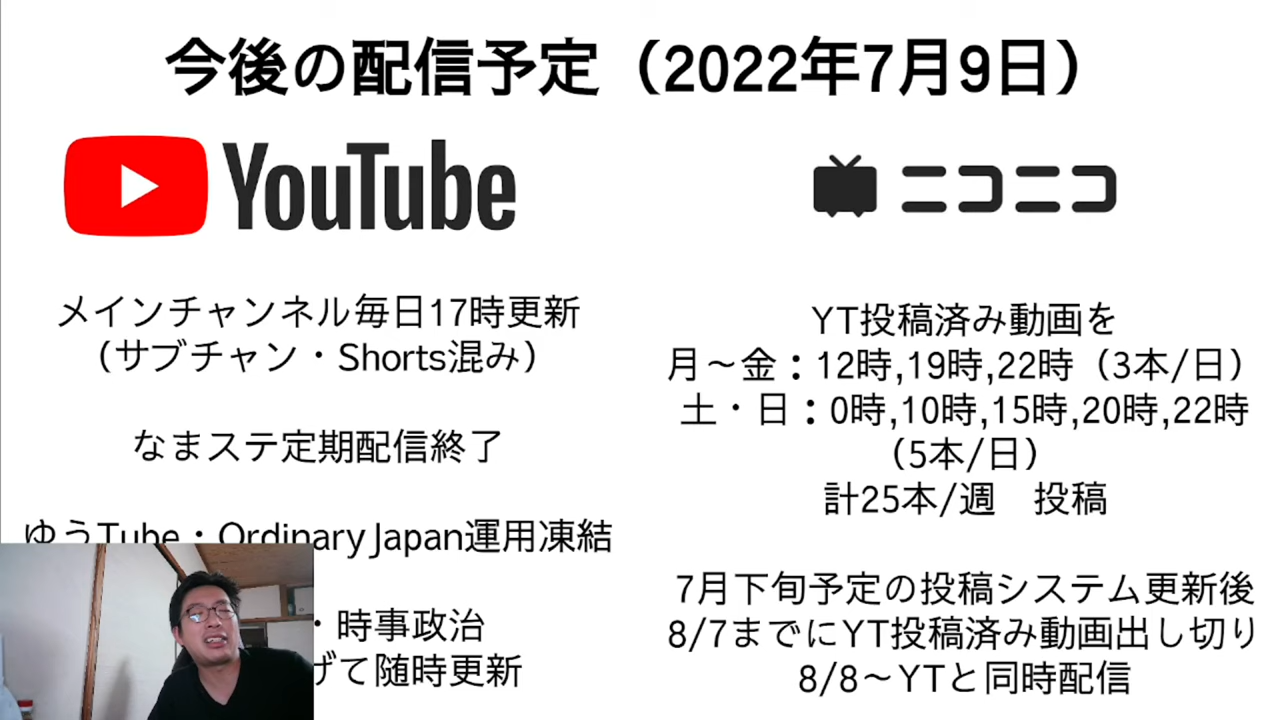 今後の配信予定（2022年7月9日）
YouTube
メインチャンネル毎日17時更新
（サブチャン・Shorts混み）
なまステ定期配信終了
ゆうTube・Ordinary Japan運用凍結
・時事政治
げて随時更新
ニコニコ
YT投稿済み動画を
月～金：12時,19時,22時（3本/日）
土・日：0時,10時,15時,20時,22時
（5本/日）
計25本/週　投稿
7月下旬予定の投稿システム更新後
8/7までにYT投稿済み動画出し切り
8/8～YTと同時配信